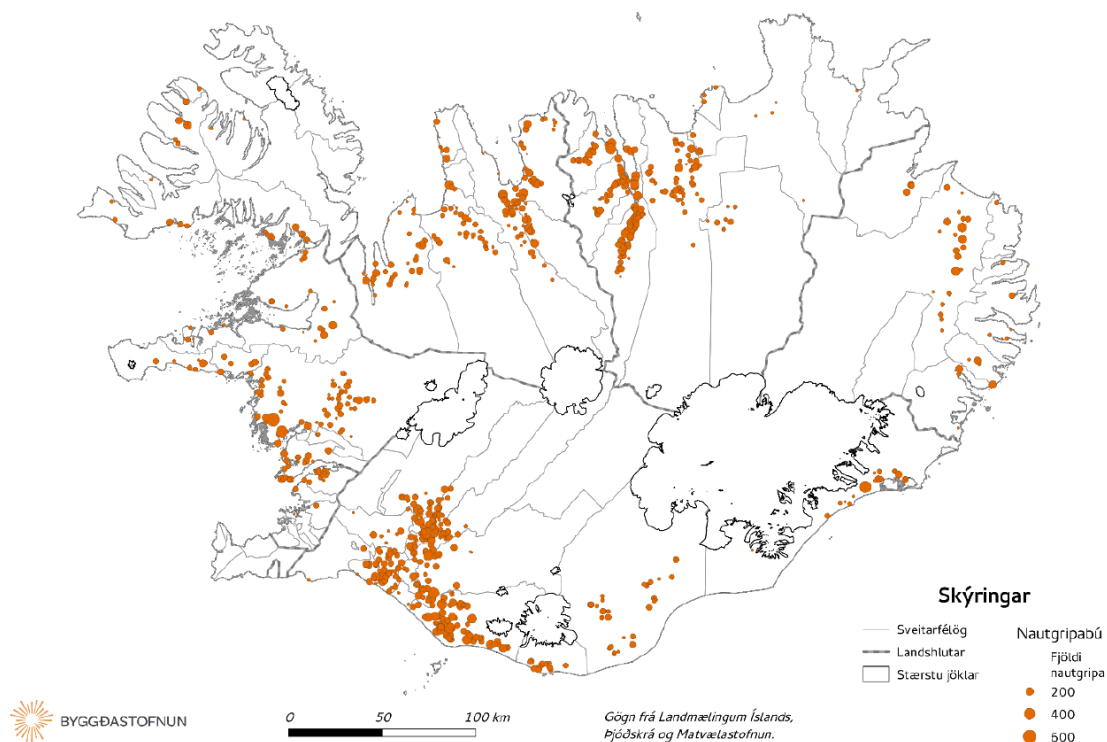 Skýringar
Sveitarfélög
Landshlutar
Stærstu jöklar
Nautgripabú
Fjöldi
nautgripa
200
400
600
BYGGÐASTOFNUN
0 50 100 km
Gögn frá Landmælingum Íslands,
Þjóðskrá og Matvælastofnun.